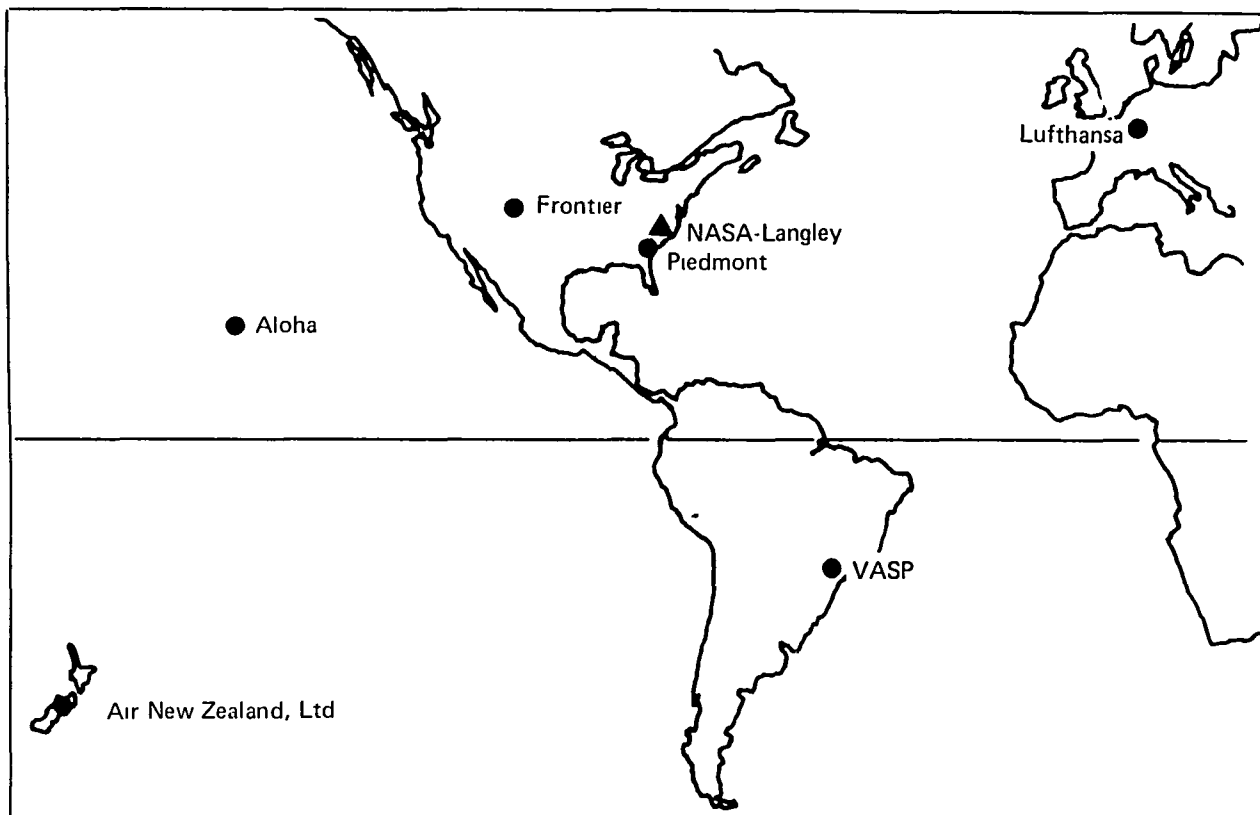 Lufthansa
Frontier
NASA-Langley
Piedmont
Aloha
VASP
Air New Zealand, Ltd